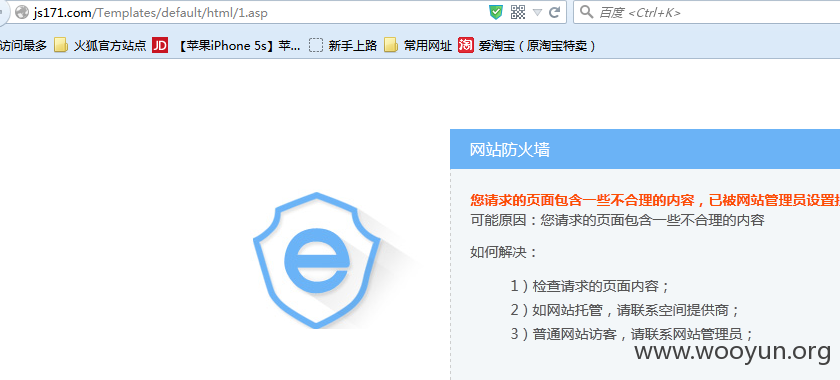 js171.com/Templates/default/html/1.asp
百度 <Ctrl+K>
访问最多 火狐官方站点 JD 【苹果iPhone 5s】苹... 新手上路 常用网址 淘 爱淘宝（原淘宝特卖）
网站防火墙
您请求的页面包含一些不合理的内容，已被网站管理员设置
可能原因：您请求的页面包含一些不合理的内容
如何解决：
1）检查请求的页面内容；
2）如网站托管，请联系空间提供商；
3）普通网站访客，请联系网站管理员；
www.wooyun.org